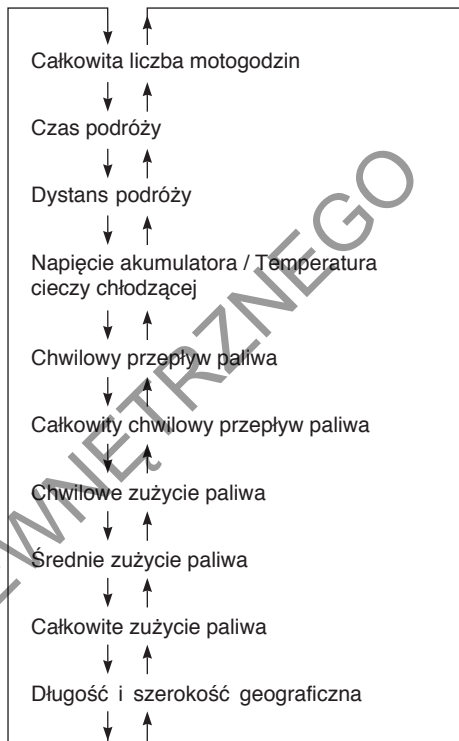 Całkowita liczba motogodzin
Czas podróży
Dystans podróży
Napięcie akumulatora / Temperatura
cieczy chłodzącej
Chwilowy przepływ paliwa
Całkowity chwilowy przepływ paliwa
Chwilowe zużycie paliwa
Średnie zużycie paliwa
Całkowite zużycie paliwa
Długość i szerokość geograficzna